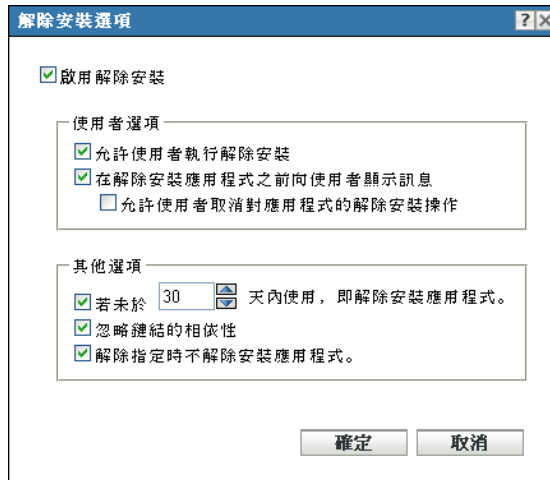 解除安裝選項
啟用解除安裝
使用者選項
允許使用者執行解除安裝
在解除安裝應用程式之前向使用者顯示訊息
允許使用者取消對應用程式的解除安裝操作
其他選項
若未於 30 天內使用，即解除安裝應用程式。
忽略鏈結的相依性
解除指定時不解除安裝應用程式。
確定 取消